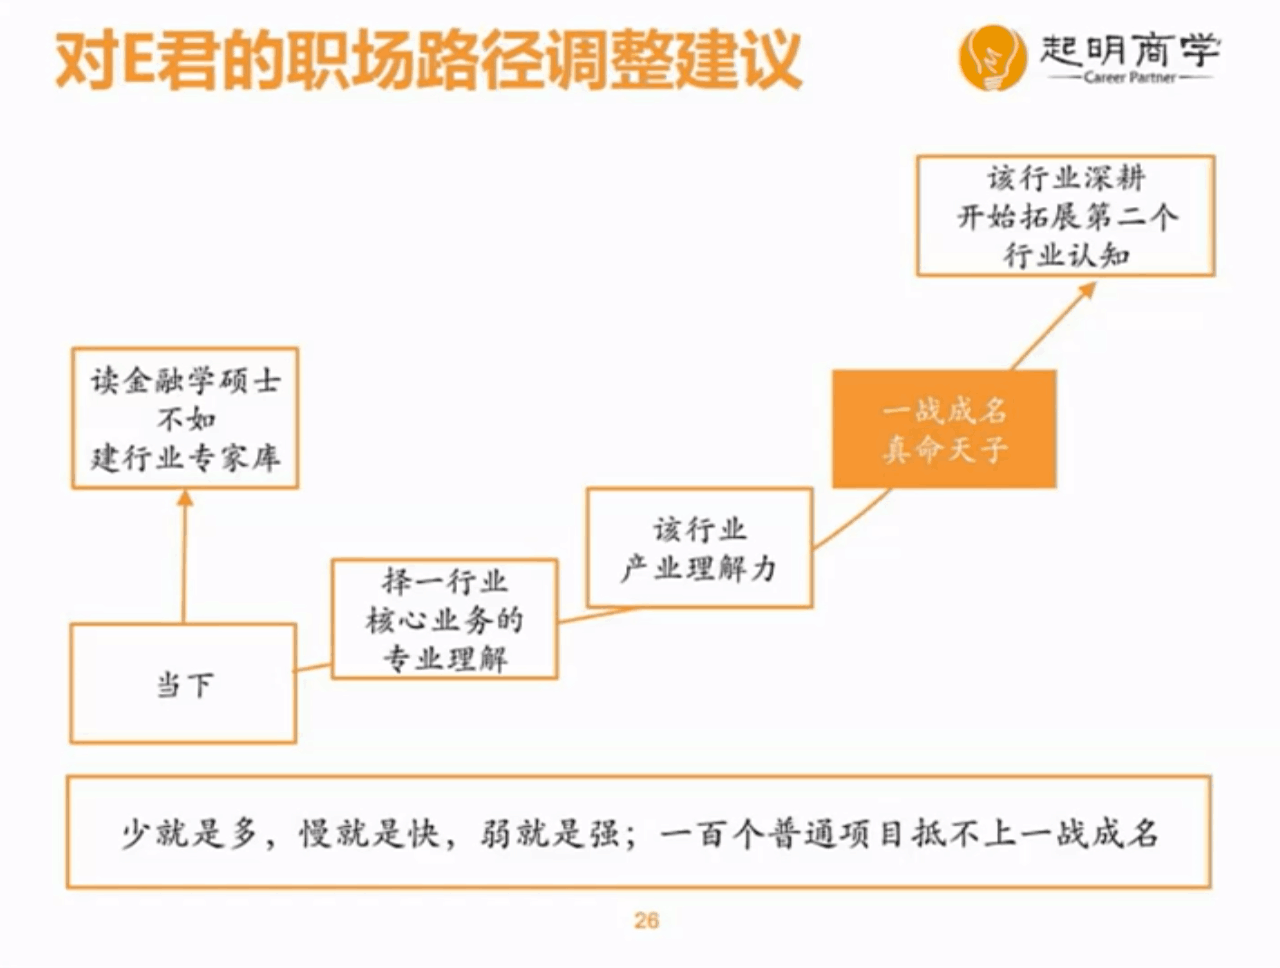 对E君的职场路径调整建议
起明商学
Career Partner
该行业深耕
开始拓展第二个
行业认知
读金融学硕士
不如
建行业专家库
一战成名
真命天子
该行业
产业理解力
择一行业
核心业务的
专业理解
当下
少就是多，慢就是快，弱就是强；一百个普通项目抵不上一战成名
26